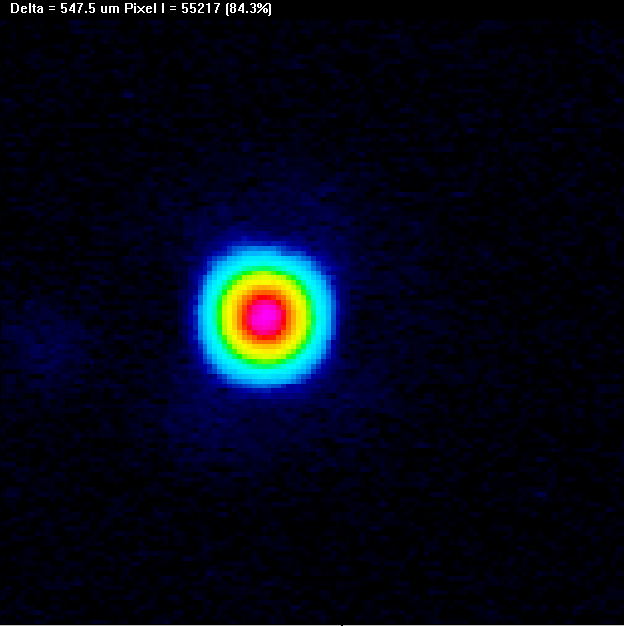 Delta = 547.5 um Pixel I = 55217 (84.3%)